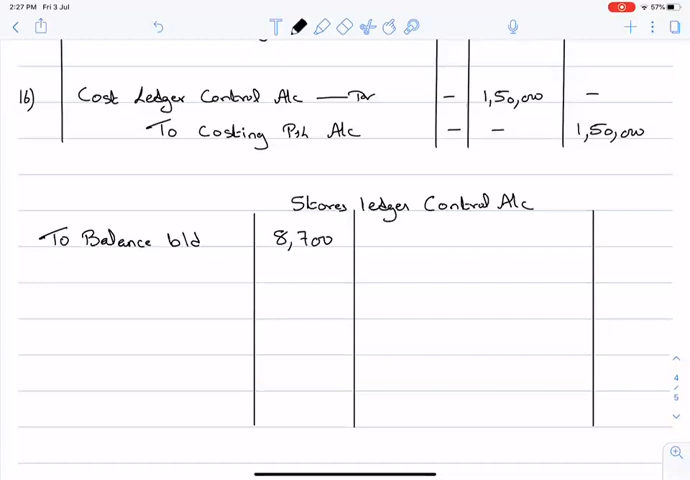 2:27 PM Fri 3 Jul
57%
16) Cost Ledger Control A/c — Dr - 1,50,000 -
To Costing P&L A/c - - 1,50,000
Stores ledger Control A/c
To Balance b/d 8,700
4
/
5